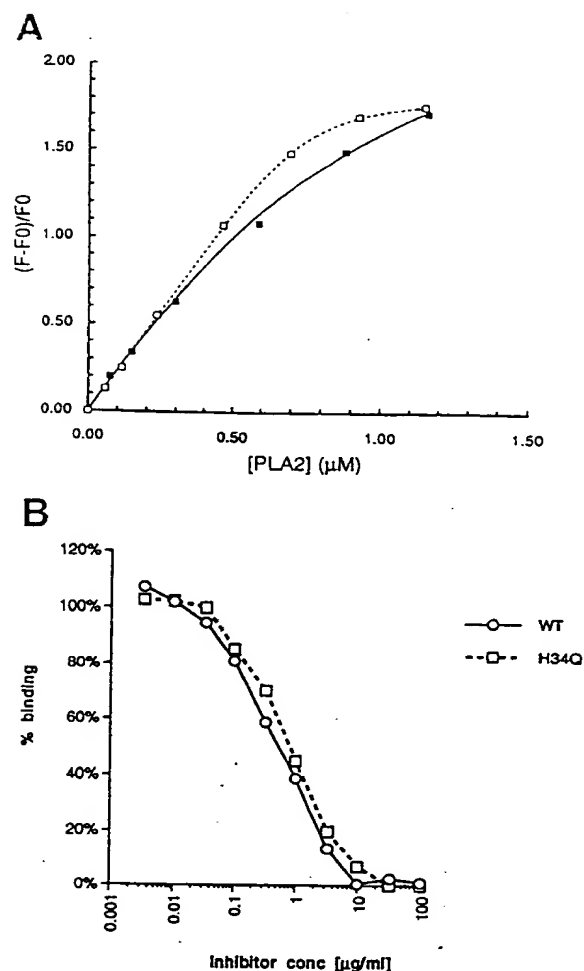 A
2.00
1.50
1.00
0.50
0.00
(F-F0)/F0
0.00 0.50 1.00 1.50
[PLA2] (μM)
B
120%
100%
80%
60%
40%
20%
0%
% binding
0.001 0.01 0.1 1 10 100
Inhibitor conc [μg/ml]
WT
H34Q